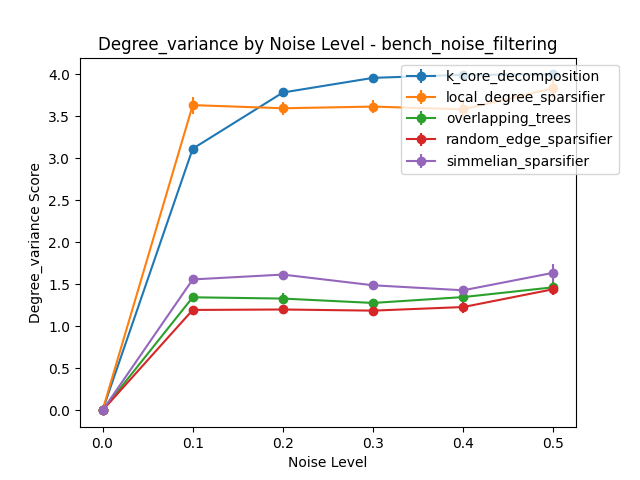 Degree_variance by Noise Level - bench_noise_filtering
Degree_variance Score
4.0
3.5
3.0
2.5
2.0
1.5
1.0
0.5
0.0
k_core_decomposition
local_degree_sparsifier
overlapping_trees
random_edge_sparsifier
simmelian_sparsifier
0.0 0.1 0.2 0.3 0.4 0.5
Noise Level